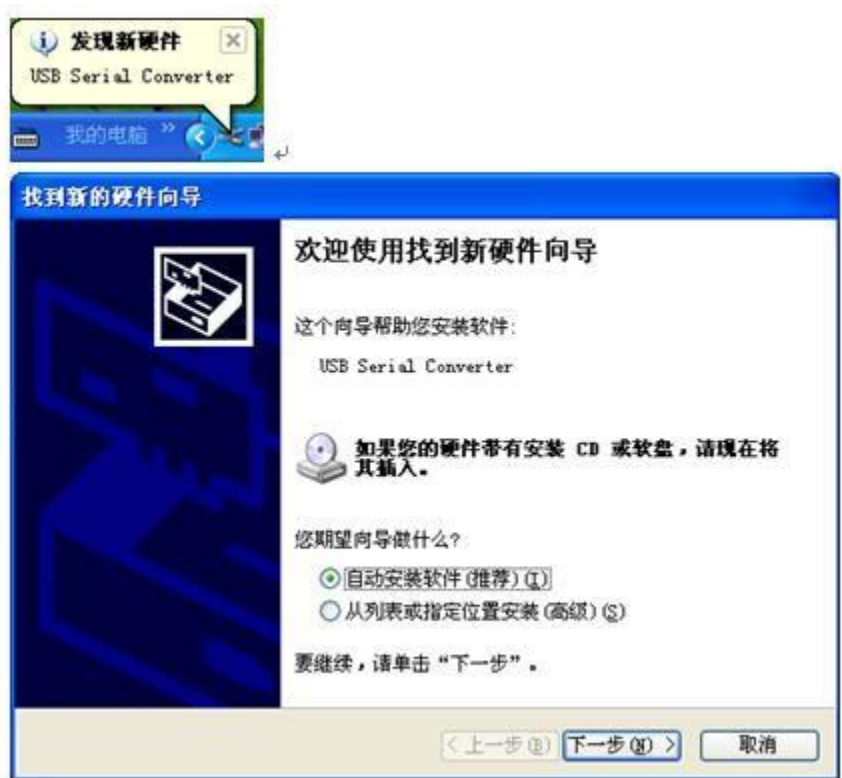 发现新硬件
USB Serial Converter
我的电脑 »
找到新的硬件向导
欢迎使用找到新硬件向导
这个向导帮助您安装软件:
USB Serial Converter
如果您的硬件带有安装 CD 或软盘，请现在将
其插入。
您期望向导做什么?
自动安装软件(推荐)(I)
从列表或指定位置安装(高级)(S)
要继续，请单击“下一步”。
< 上一步(B) 下一步(N) > 取消